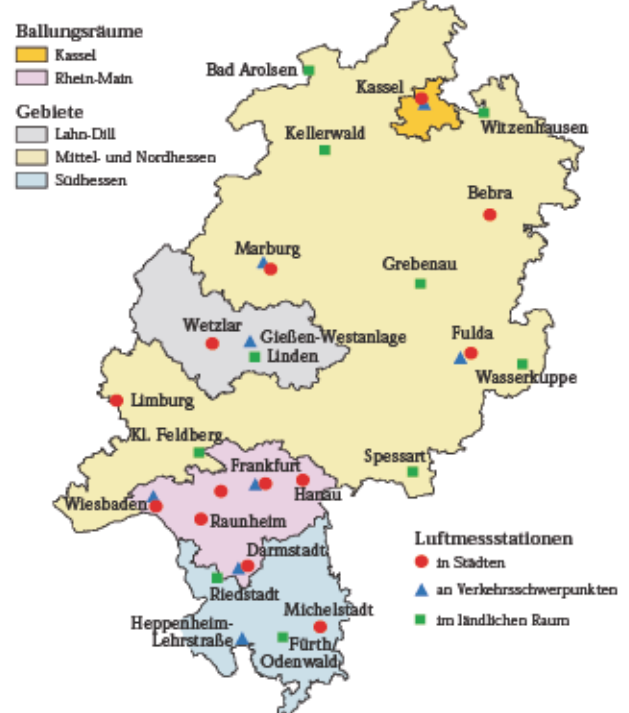 Ballungsräume
Kassel
Rhein-Main
Gebiete
Lahn-Dill
Mittel- und Nordhessen
Südhessen
Bad Arolsen
Kassel
Witzenhausen
Kellerwald
Bebra
Marburg
Grebenau
Wetzlar
Gießen-Westanlage
Linden
Fulda
Wasserkuppe
Limburg
Kl. Feldberg
Spessart
Frankfurt
Hanau
Wiesbaden
Raunheim
Darmstadt
Riedstadt
Michelstadt
Heppenheim-
Lehrstraße
Fürth/
Odenwald
Luftmessstationen
in Städten
an Verkehrsschwerpunkten
im ländlichen Raum